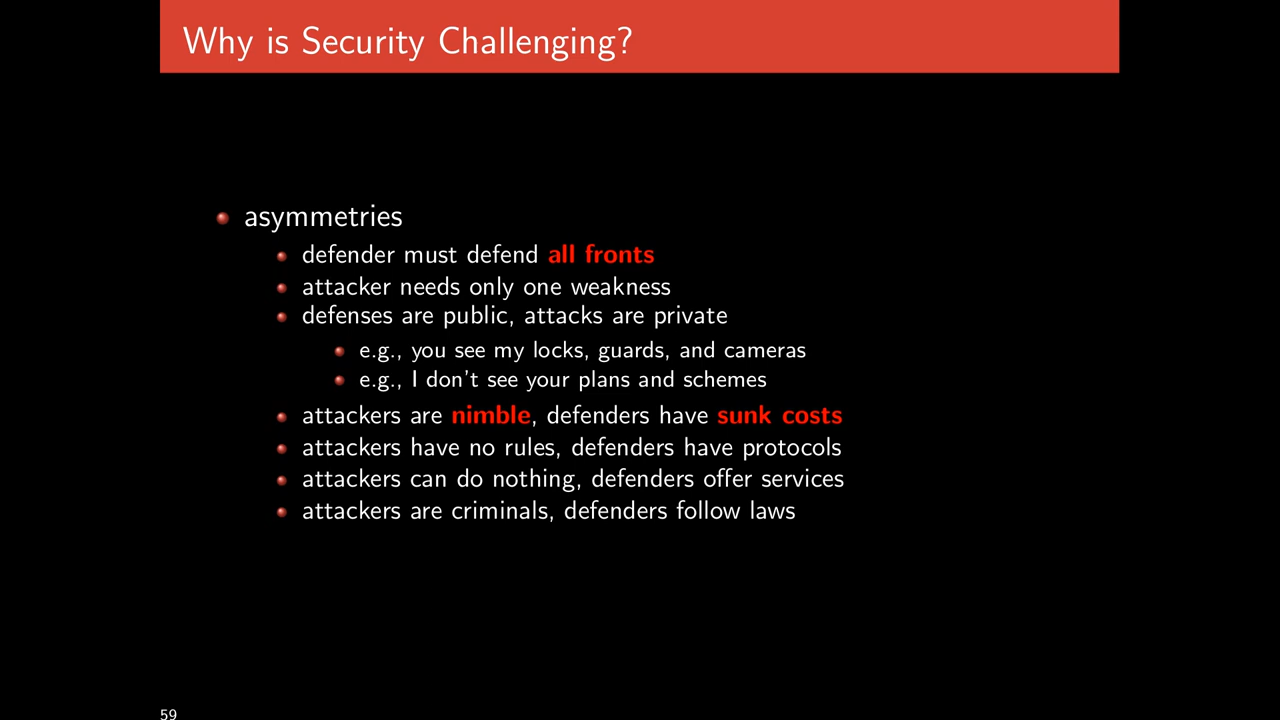 Why is Security Challenging?
asymmetries
defender must defend all fronts
attacker needs only one weakness
defenses are public, attacks are private
e.g., you see my locks, guards, and cameras
e.g., I don't see your plans and schemes
attackers are nimble, defenders have sunk costs
attackers have no rules, defenders have protocols
attackers can do nothing, defenders offer services
attackers are criminals, defenders follow laws
59